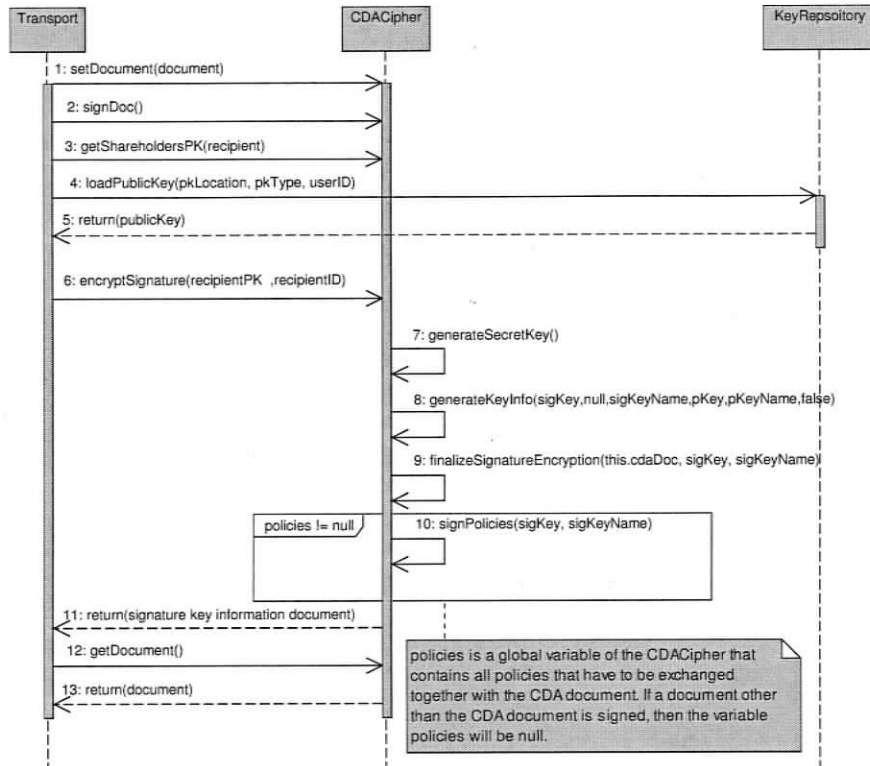 Transport
CDACipher
KeyRepsoitory
1: setDocument(document)
2: signDoc()
3: getShareholdersPK(recipient)
4: loadPublicKey(pkLocation, pkType, userID)
5: return(publicKey)
6: encryptSignature(recipientPK ,recipientID)
7: generateSecretKey()
8: generateKeyInfo(sigKey,null,sigKeyName,pKey,pKeyName,false)
9: finalizeSignatureEncryption(this.cdaDoc, sigKey, sigKeyName)
policies != null
10: signPolicies(sigKey, sigKeyName)
11: return(signature key information document)
12: getDocument()
13: return(document)
policies is a global variable of the CDACipher that
contains all policies that have to be exchanged
together with the CDA document. If a document other
than the CDA document is signed, then the variable
policies will be null.